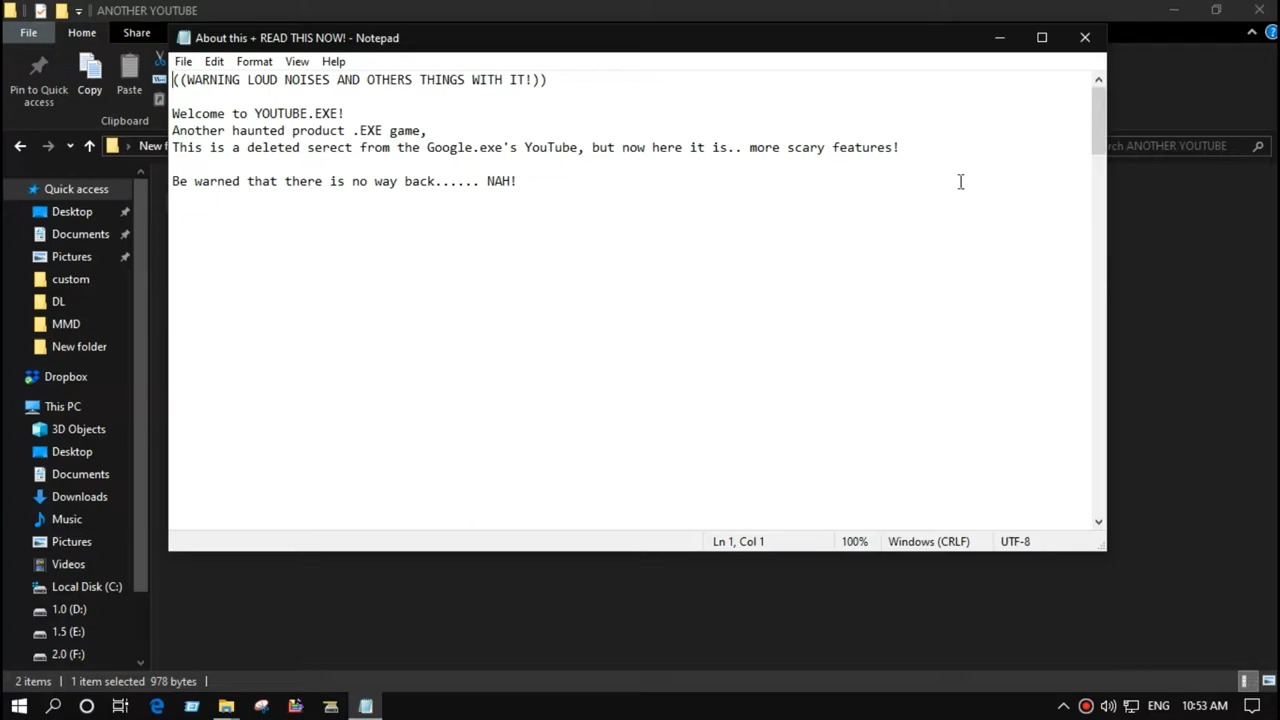 ANOTHER YOUTUBE
File
Home
Share
Pin to Quick access
Copy
Paste
Clipboard
New f
Search ANOTHER YOUTUBE
About this + READ THIS NOW! - Notepad
File Edit Format View Help
((WARNING LOUD NOISES AND OTHERS THINGS WITH IT!))
Welcome to YOUTUBE.EXE!
Another haunted product .EXE game,
This is a deleted serect from the Google.exe's YouTube, but now here it is.. more scary features!
Be warned that there is no way back...... NAH!
Ln 1, Col 1
100%
Windows (CRLF)
UTF-8
Quick access
Desktop
Documents
Pictures
custom
DL
MMD
New folder
Dropbox
This PC
3D Objects
Desktop
Documents
Downloads
Music
Pictures
Videos
Local Disk (C:)
1.0 (D:)
1.5 (E:)
2.0 (F:)
2 items
1 item selected 978 bytes
ENG
10:53 AM